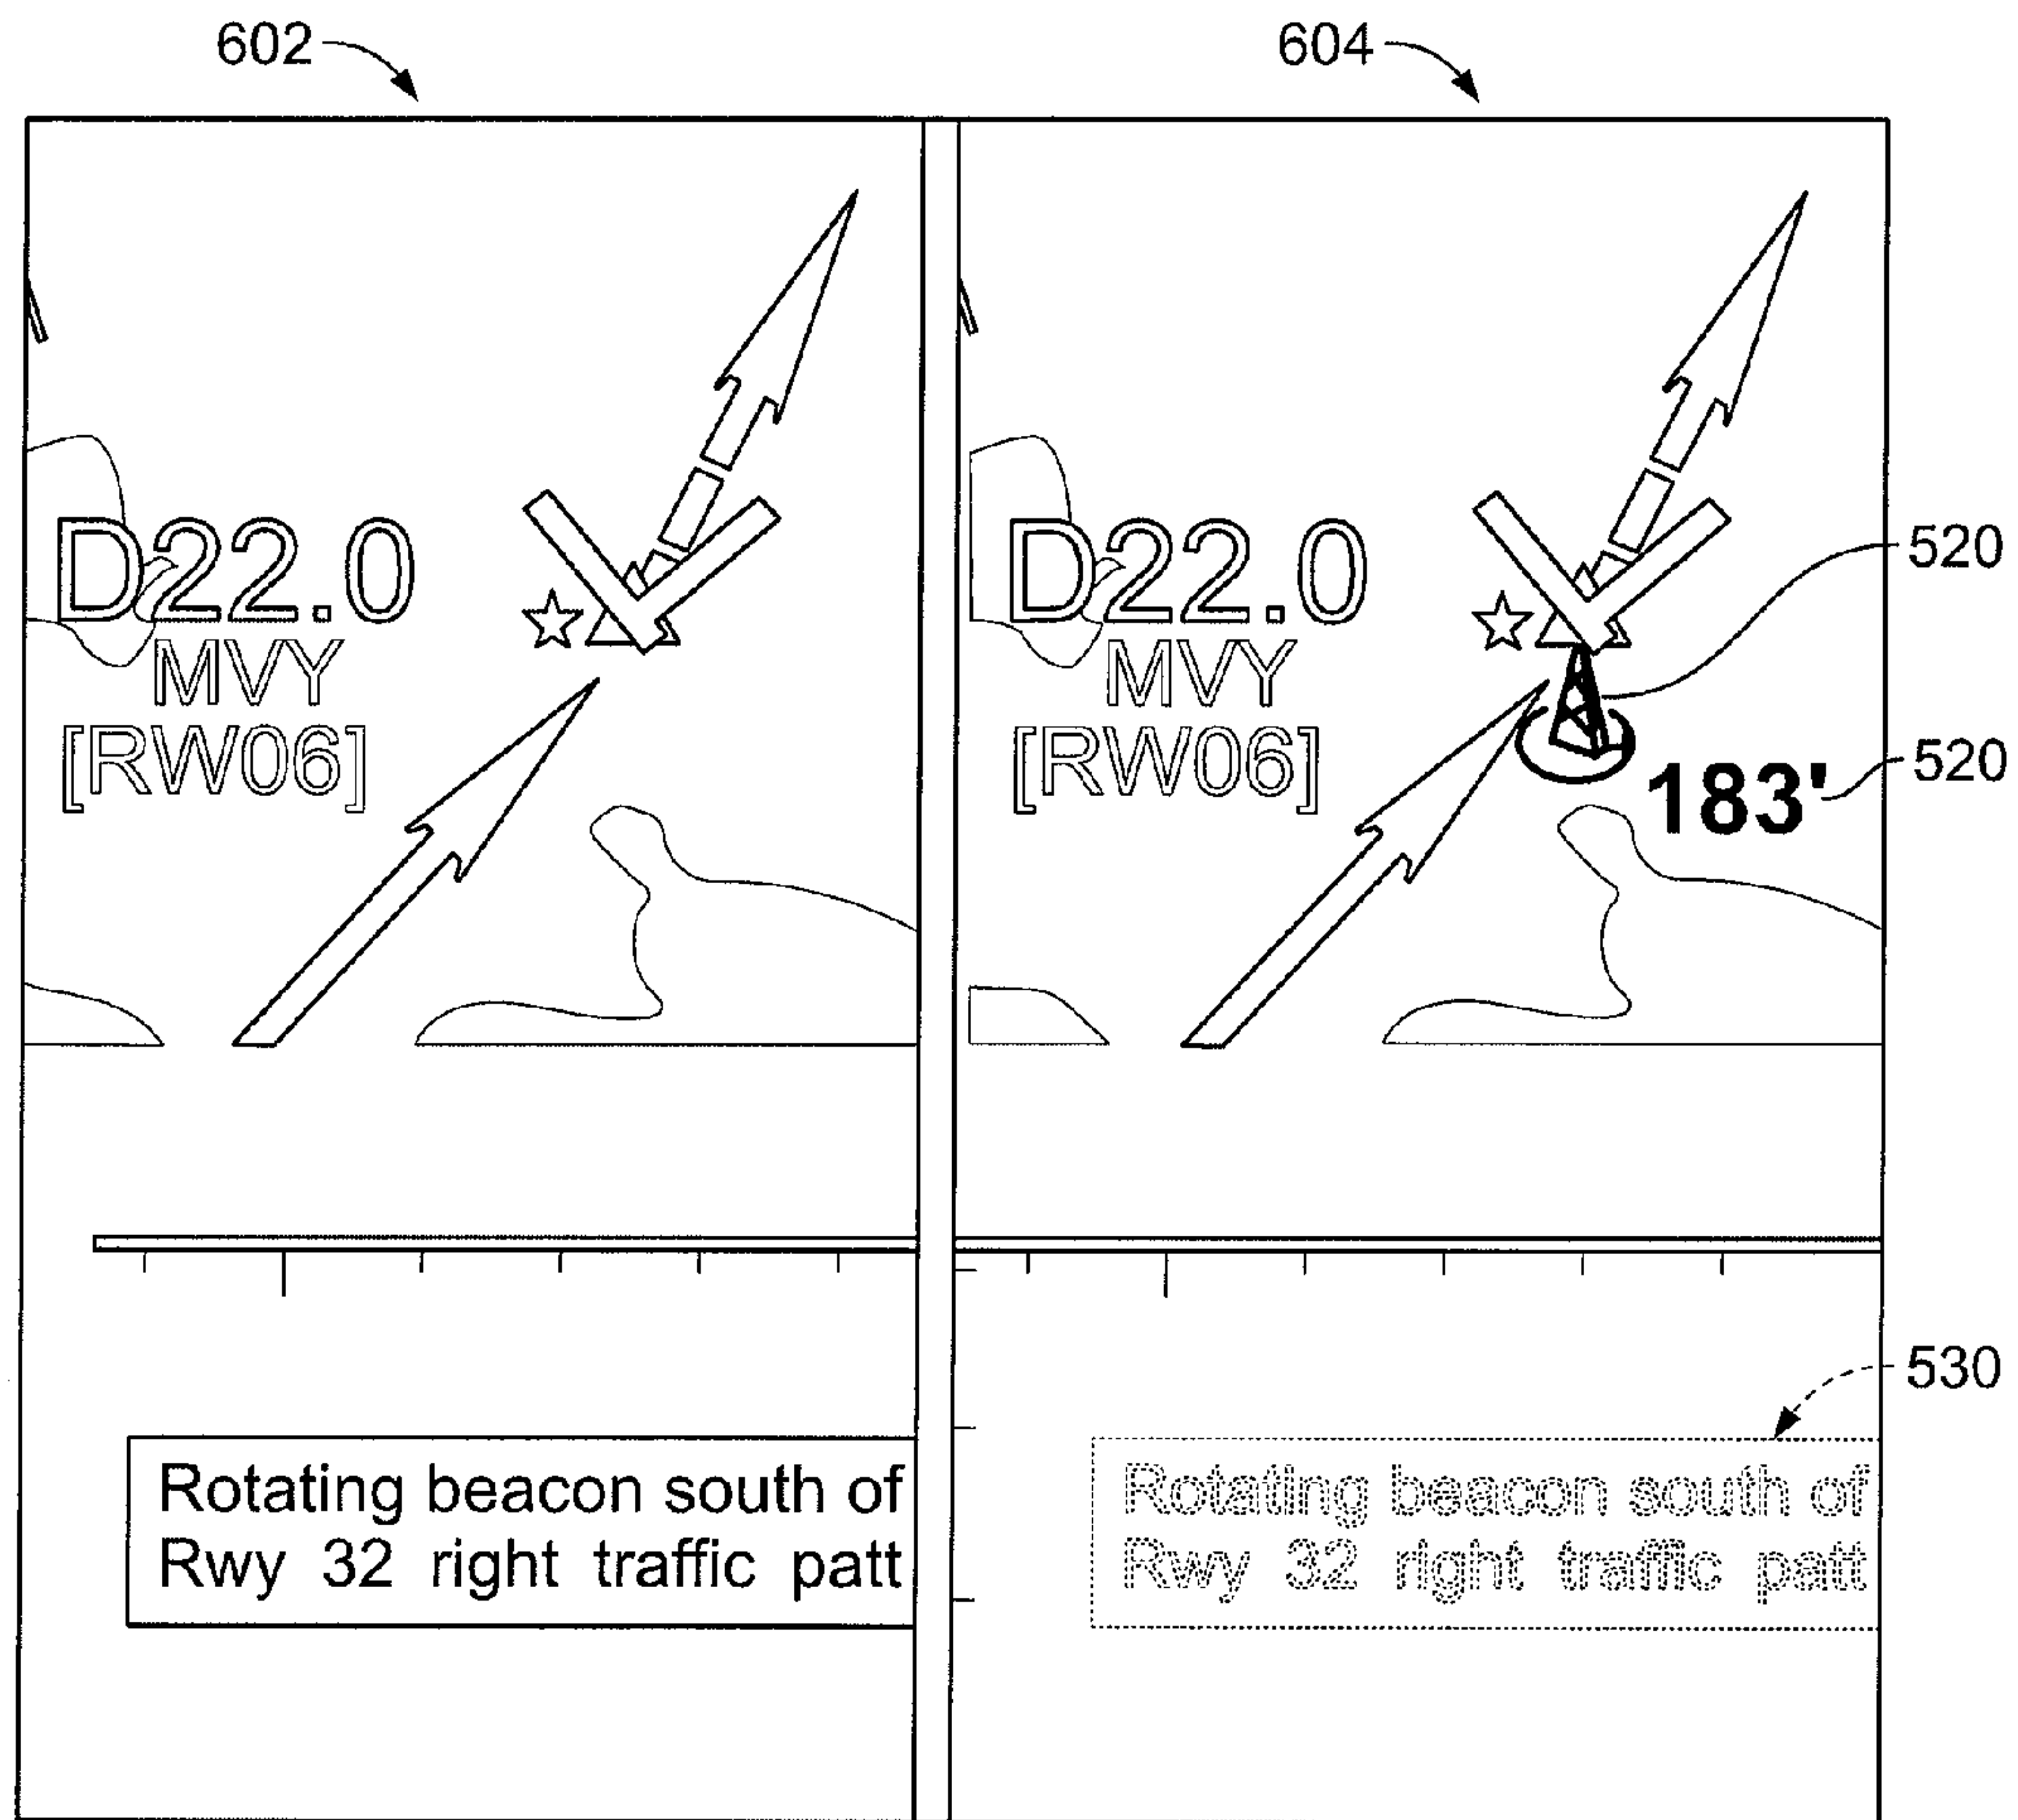 602
604
D22.0
MVY
[RW06]
Rotating beacon south of
Rwy 32 right traffic patt
D22.0
MVY
[RW06]
183'
520
520
530
Rotating beacon south of
Rwy 32 right traffic patt